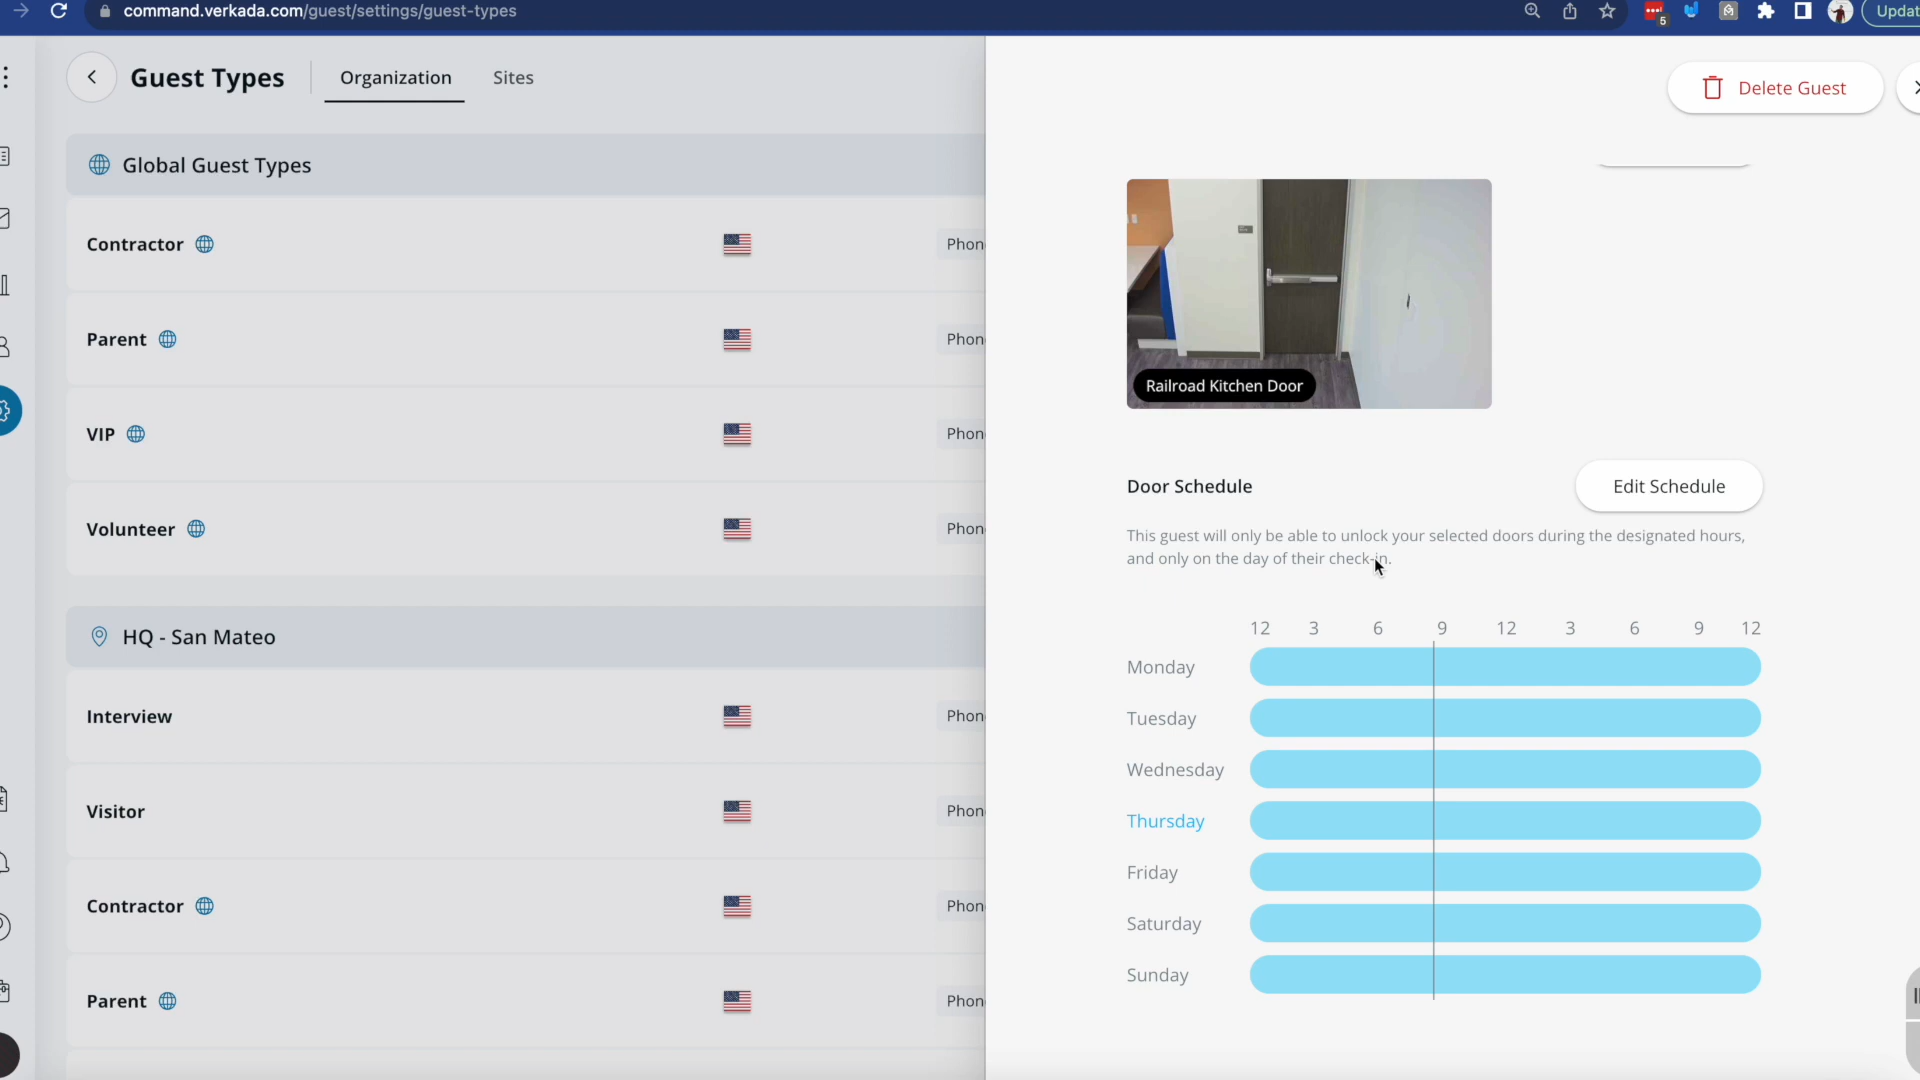 command.verkada.com/guest/settings/guest-types
5
Updat
Guest Types
Organization
Sites
Delete Guest
Global Guest Types
Contractor
Phon
Parent
Phon
VIP
Phon
Volunteer
Phon
HQ - San Mateo
Interview
Phon
Visitor
Phon
Contractor
Phon
Parent
Phon
Railroad Kitchen Door
Door Schedule
Edit Schedule
This guest will only be able to unlock your selected doors during the designated hours,
and only on the day of their check-in.
12 3 6 9 12 3 6 9 12
Monday
Tuesday
Wednesday
Thursday
Friday
Saturday
Sunday